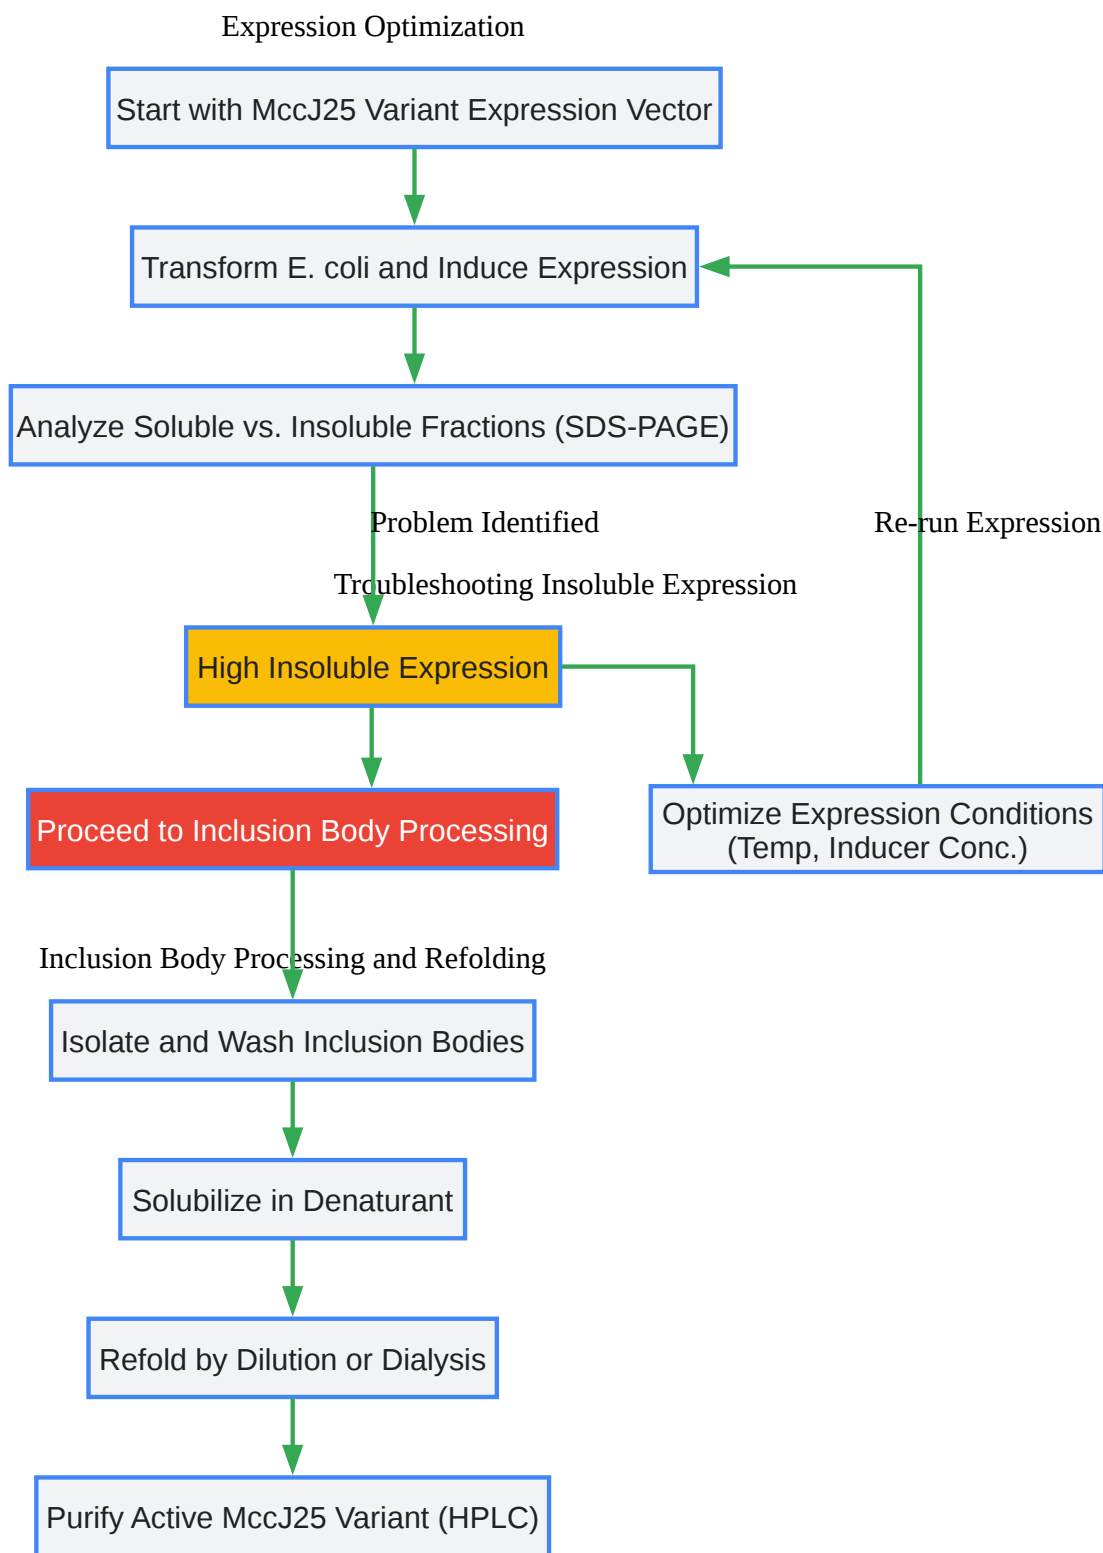 Expression Optimization
Start with MccJ25 Variant Expression Vector
Transform E. coli and Induce Expression
Analyze Soluble vs. Insoluble Fractions (SDS-PAGE)
Problem Identified
Re-run Expression
Troubleshooting Insoluble Expression
High Insoluble Expression
Proceed to Inclusion Body Processing
Optimize Expression Conditions
(Temp, Inducer Conc.)
Inclusion Body Processing and Refolding
Isolate and Wash Inclusion Bodies
Solubilize in Denaturant
Refold by Dilution or Dialysis
Purify Active MccJ25 Variant (HPLC)